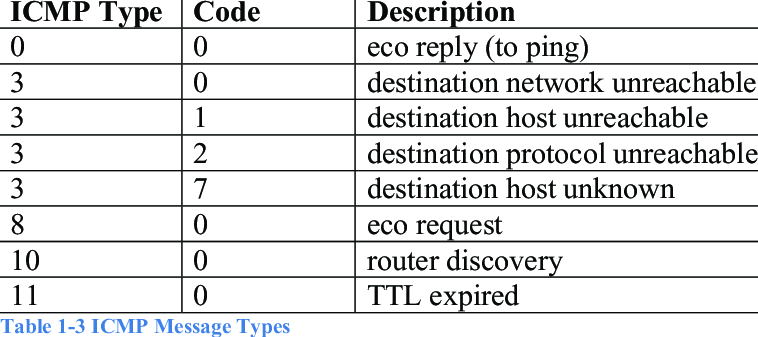 ICMP Type Code Description
0 0 eco reply (to ping)
3 0 destination network unreachable
3 1 destination host unreachable
3 2 destination protocol unreachable
3 7 destination host unknown
8 0 eco request
10 0 router discovery
11 0 TTL expired
Table 1-3 ICMP Message Types